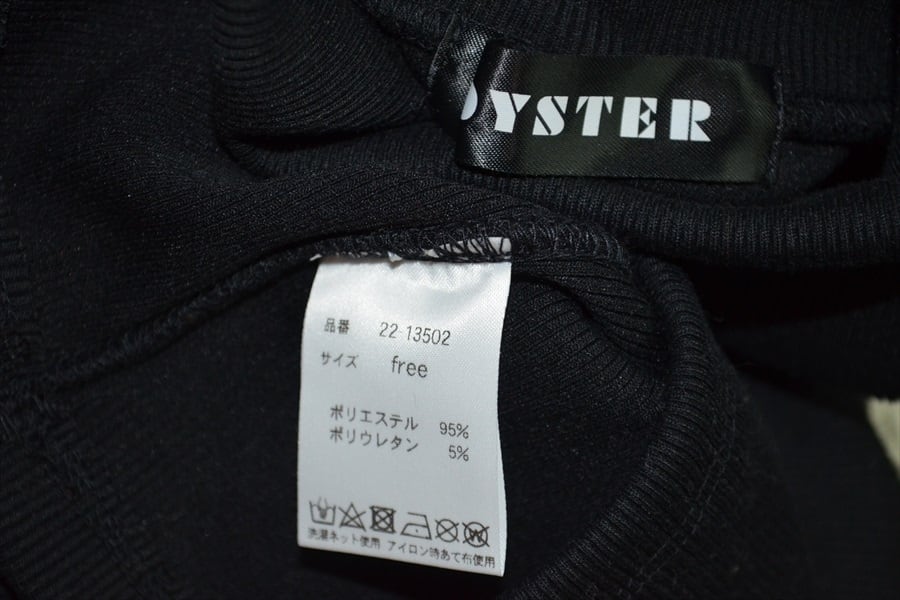 OYSTER
品番 22-13502
サイズ free
ポリエステル 95%
ポリウレタン 5%
洗濯ネット使用 アイロン時あて布使用